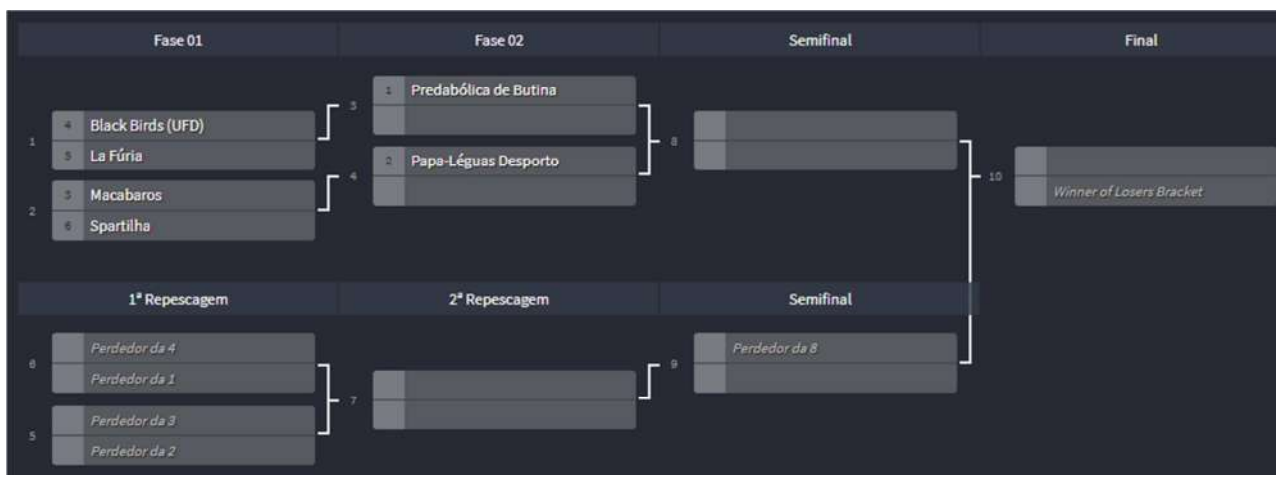 Fase 01 Fase 02 Semifinal Final
1 Predabólica de Butina
3
4 Black Birds (UFD)
1 8
5 La Fúria
2 Papa-Léguas Desporto
4 10
3 Macabaros Winner of Losers Bracket
2
6 Spartilha
1ª Repescagem 2ª Repescagem Semifinal
Perdedor da 4 Perdedor da 8
6 9
Perdedor da 1
7
Perdedor da 3
5
Perdedor da 2